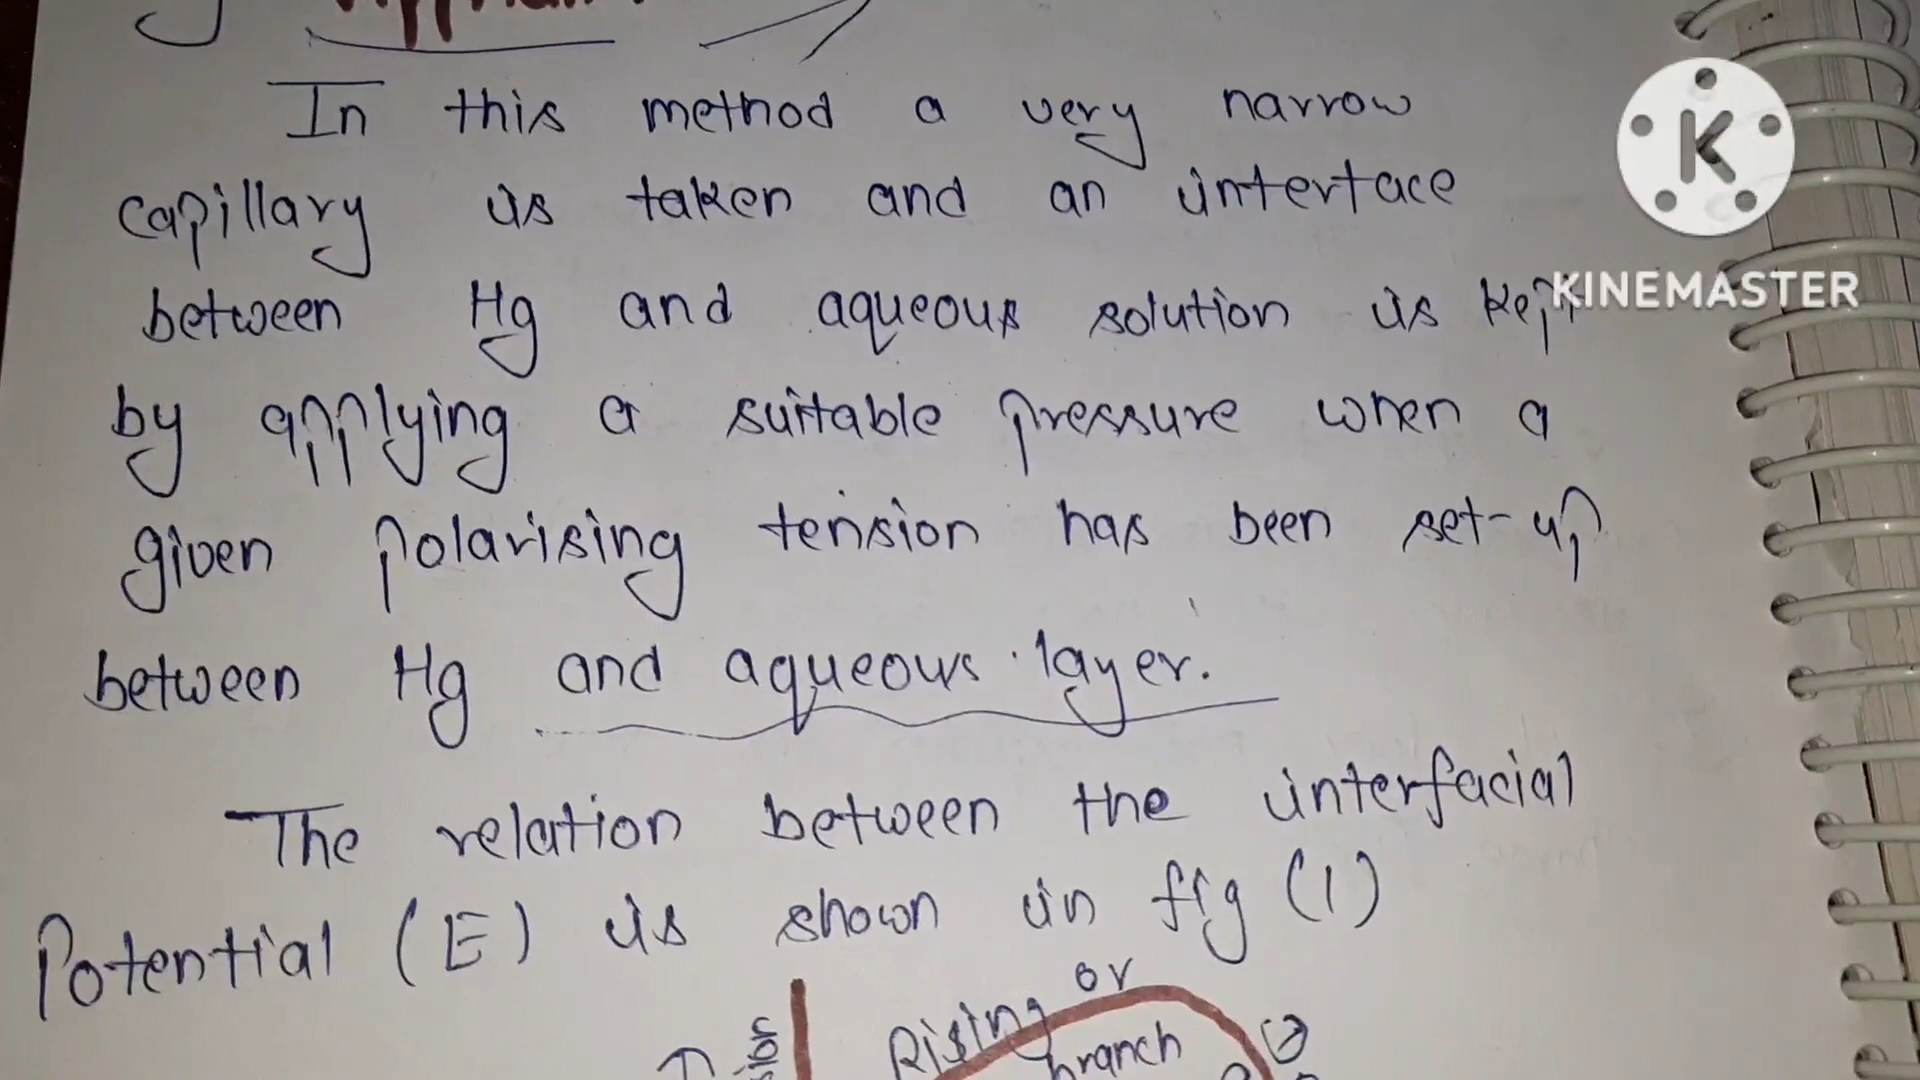 In this method a very narrow
capillary is taken and an interface
between Hg and aqueous solution is kept
by applying a suitable pressure when a
given polarising tension has been set-up
between Hg and aqueous layer.
The relation between the interfacial
Potential (E) is shown in fig (1)
or
Rising
branch
K
KINEMASTER